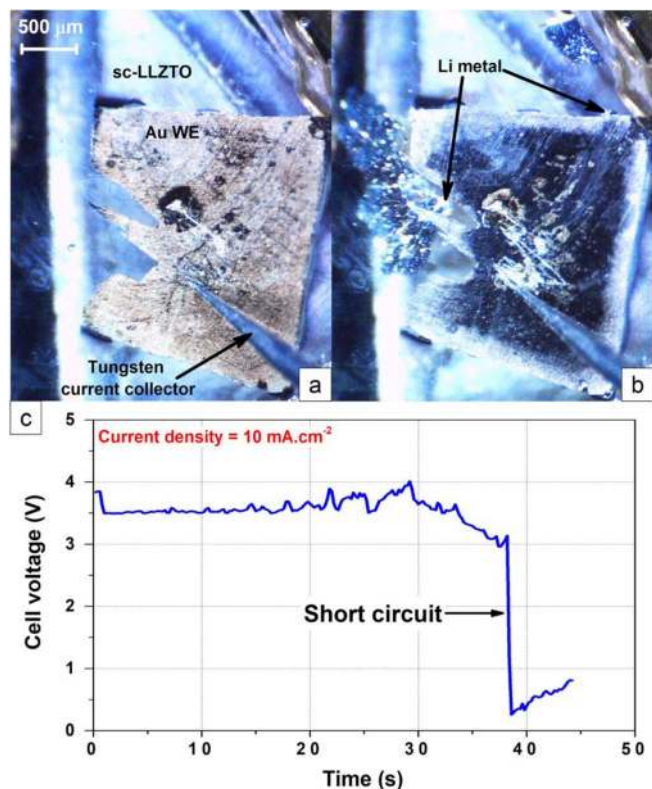 500 μm
sc-LLZTO
Au WE
Tungsten
current collector
a
Li metal
b
c
Current density = 10 mA.cm⁻²
Cell voltage (V)
5
4
3
2
1
0
Short circuit
0 10 20 30 40 50
Time (s)